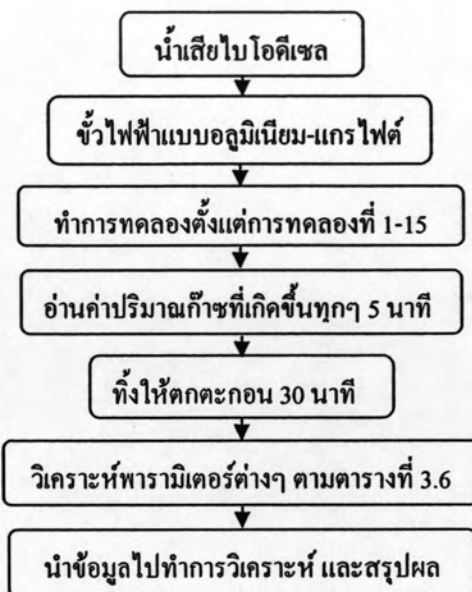 น้ำเสียไบโอดีเซล
ขั้วไฟฟ้าแบบอลูมิเนียม-แกรไฟต์
ทำการทดลองตั้งแต่การทดลองที่ 1-15
อ่านค่าปริมาณก๊าซที่เกิดขึ้นทุกๆ 5 นาที
ทิ้งให้ตกตะกอน 30 นาที
วิเคราะห์พารามิเตอร์ต่างๆ ตามตารางที่ 3.6
นำข้อมูลไปทำการวิเคราะห์ และสรุปผล